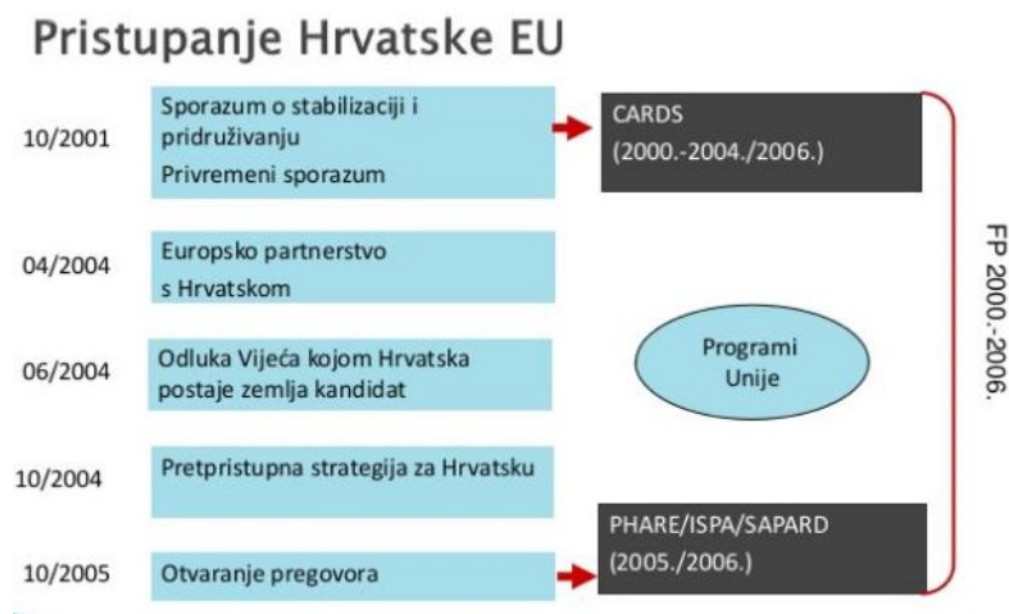 Pristupanje Hrvatske EU
10/2001
Sporazum o stabilizaciji i
pridruživanju
Privremeni sporazum
CARDS
(2000.-2004./2006.)
04/2004
Europsko partnerstvo
s Hrvatskom
06/2004
Odluka Vijeća kojom Hrvatska
postaje zemlja kandidat
Programi
Unije
10/2004
Pretpristupna strategija za Hrvatsku
10/2005
Otvaranje pregovora
PHARE/ISPA/SAPARD
(2005./2006.)
FP 2000.-2006.